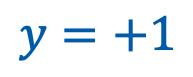 y = +1